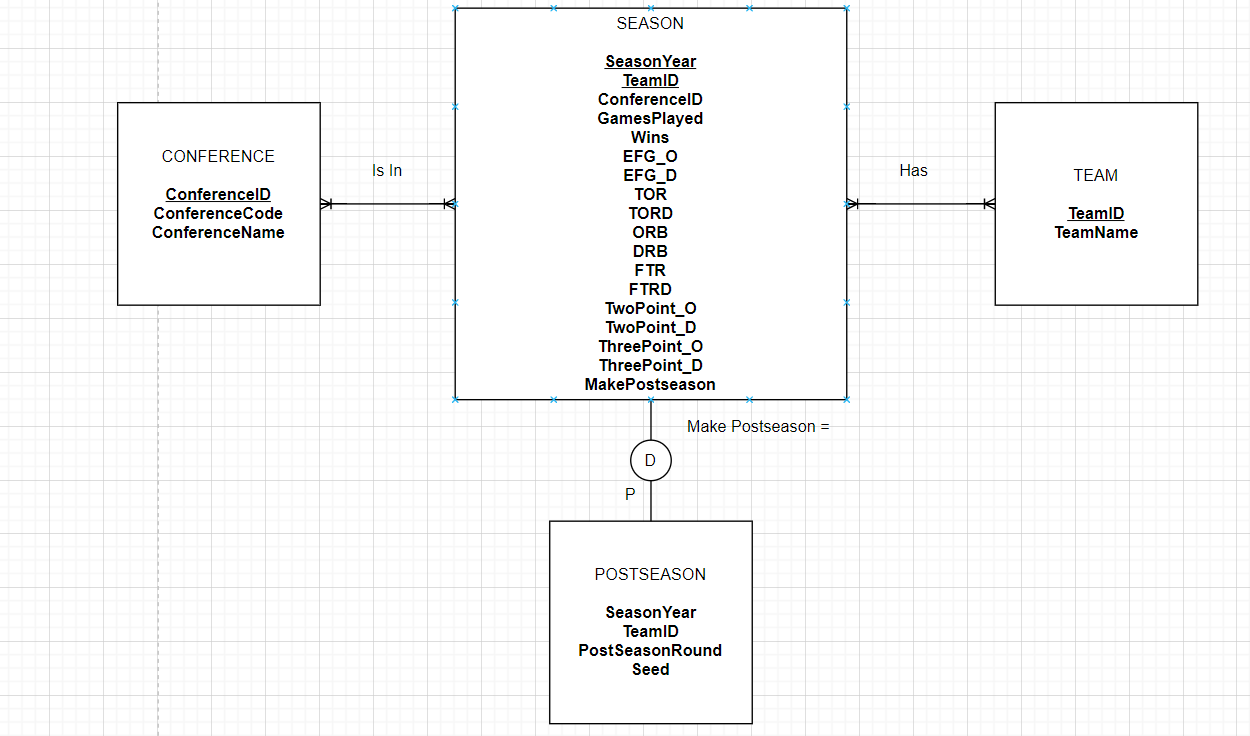 SEASON
SeasonYear
TeamID
ConferenceID
GamesPlayed
Wins
EFG_O
EFG_D
TOR
TORD
ORB
DRB
FTR
FTRD
TwoPoint_O
TwoPoint_D
ThreePoint_O
ThreePoint_D
MakePostseason
CONFERENCE
ConferenceID
ConferenceCode
ConferenceName
Is In
Has
TEAM
TeamID
TeamName
Make Postseason =
D
P
POSTSEASON
SeasonYear
TeamID
PostSeasonRound
Seed